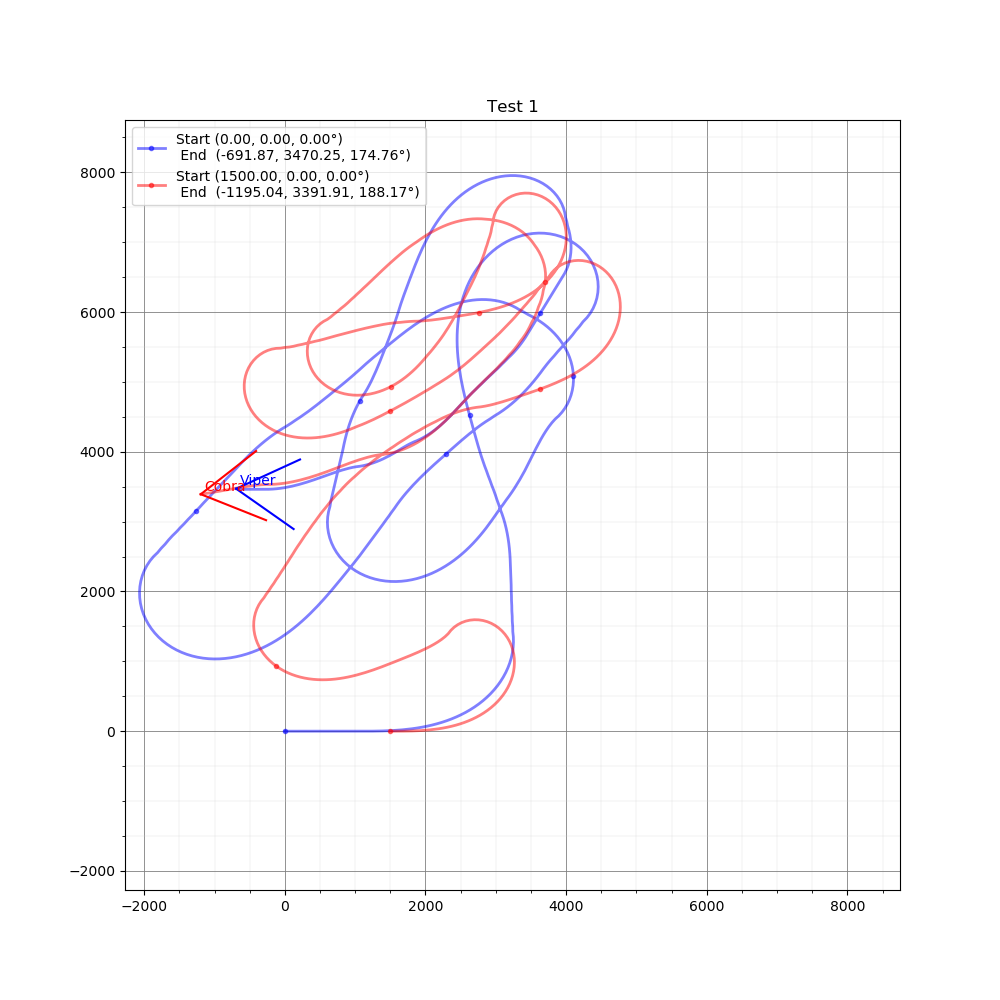 Test 1
Start (0.00, 0.00, 0.00°)
End  (-691.87, 3470.25, 174.76°)
Start (1500.00, 0.00, 0.00°)
End  (-1195.04, 3391.91, 188.17°)
8000
6000
4000
2000
0
−2000
Cobra
Viper
−2000 0 2000 4000 6000 8000